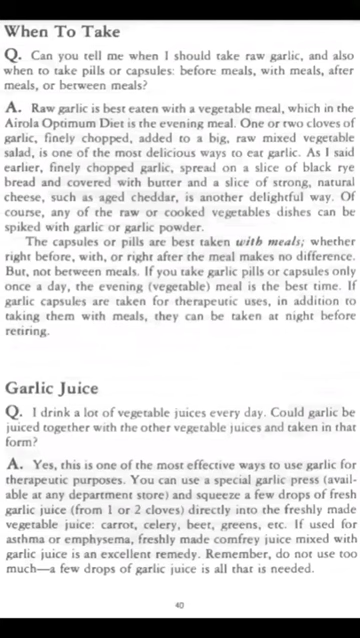 When To Take
Q. Can you tell me when I should take raw garlic, and also
when to take pills or capsules: before meals, with meals, after
meals, or between meals?
A. Raw garlic is best eaten with a vegetable meal, which in the
Airola Optimum Diet is the evening meal. One or two cloves of
garlic, finely chopped, added to a big, raw mixed vegetable
salad, is one of the most delicious ways to eat garlic. As I said
earlier, finely chopped garlic, spread on a slice of black rye
bread and covered with butter and a slice of strong, natural
cheese, such as aged cheddar, is another delightful way. Of
course, any of the raw or cooked vegetables dishes can be
spiked with garlic or garlic powder.
The capsules or pills are best taken with meals; whether
right before, with, or right after the meal makes no difference.
But, not between meals. If you take garlic pills or capsules only
once a day, the evening (vegetable) meal is the best time. If
garlic capsules are taken for therapeutic uses, in addition to
taking them with meals, they can be taken at night before
retiring.
Garlic Juice
Q. I drink a lot of vegetable juices every day. Could garlic be
juiced together with the other vegetable juices and taken in that
form?
A. Yes, this is one of the most effective ways to use garlic for
therapeutic purposes. You can use a special garlic press (avail-
able at any department store) and squeeze a few drops of fresh
garlic juice (from 1 or 2 cloves) directly into the freshly made
vegetable juice: carrot, celery, beet, greens, etc. If used for
asthma or emphysema, freshly made comfrey juice mixed with
garlic juice is an excellent remedy. Remember, do not use too
much—a few drops of garlic juice is all that is needed.
40